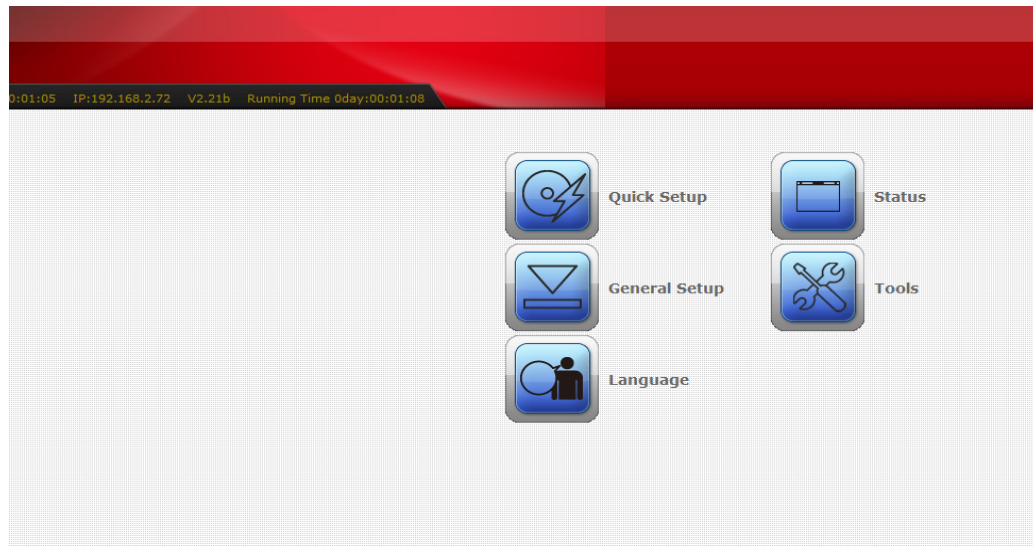 0:01:05 IP:192.168.2.72 V2.21b Running Time 0day:00:01:08
Quick Setup Status
General Setup Tools
Language